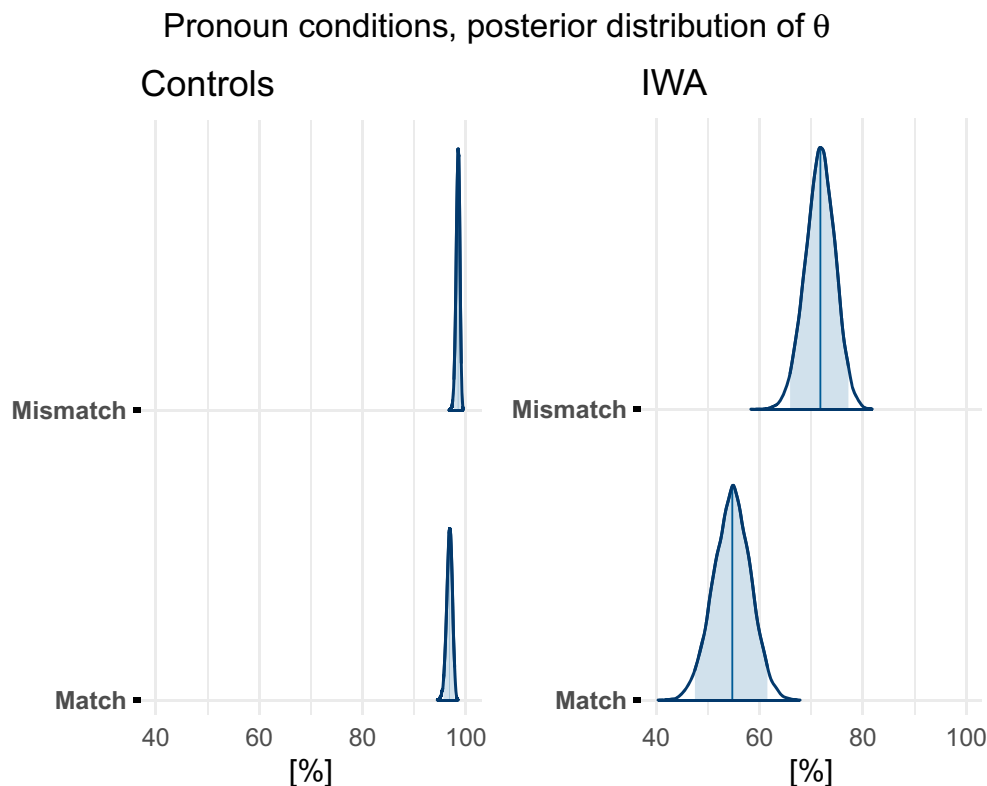 Pronoun conditions, posterior distribution of θ
Controls
IWA
Mismatch
Match
40 60 80 100
[%]
Mismatch
Match
40 60 80 100
[%]